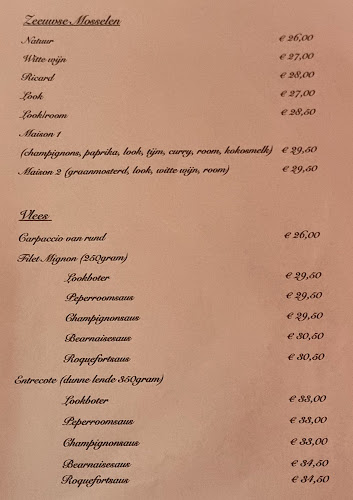 Zeeuwse Mosselen
Natuur € 26,00
Witte wijn € 27,00
Ricard € 28,00
Look € 27,00
Look/room € 28,50
Maison 1
(champignons, paprika, look, tijm, curry, room, kokosmelk) € 29,50
Maison 2 (graanmosterd, look, witte wijn, room) € 29,50
Vlees
Carpaccio van rund € 26,00
Filet-Mignon (250gram)
Lookboter € 29,50
Peperroomsaus € 29,50
Champignonsaus € 29,50
Bearnaisesaus € 30,50
Roquefortsaus € 30,50
Entrecote (dunne lende 350gram)
Lookboter € 33,00
Peperroomsaus € 33,00
Champignonsaus € 33,00
Bearnaisesaus € 34,50
Roquefortsaus € 34,50